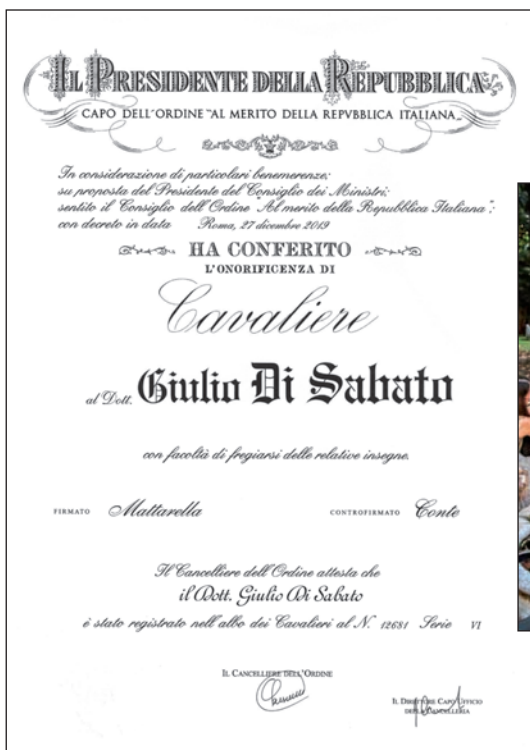 IL PRESIDENTE DELLA REPUBBLICA
CAPO DELL'ORDINE "AL MERITO DELLA REPVBBLICA ITALIANA„
In considerazione di particolari benemerenze;
su proposta del Presidente del Consiglio dei Ministri;
sentito il Consiglio dell'Ordine "Al merito della Repubblica Italiana";
con decreto in data Roma, 27 dicembre 2019
HA CONFERITO
L'ONORIFICENZA DI
Cavaliere
al Dott. Giulio Di Sabato
con facoltà di fregiarsi delle relative insegne.
FIRMATO Mattarella CONTROFIRMATO Conte
Il Cancelliere dell'Ordine attesta che
il Dott. Giulio Di Sabato
è stato registrato nell'albo dei Cavalieri al N. 12681 Serie VI
IL CANCELLIERE DELL'ORDINE
IL DIRETTORE CAPO UFFICIO
DELLA CANCELLERIA